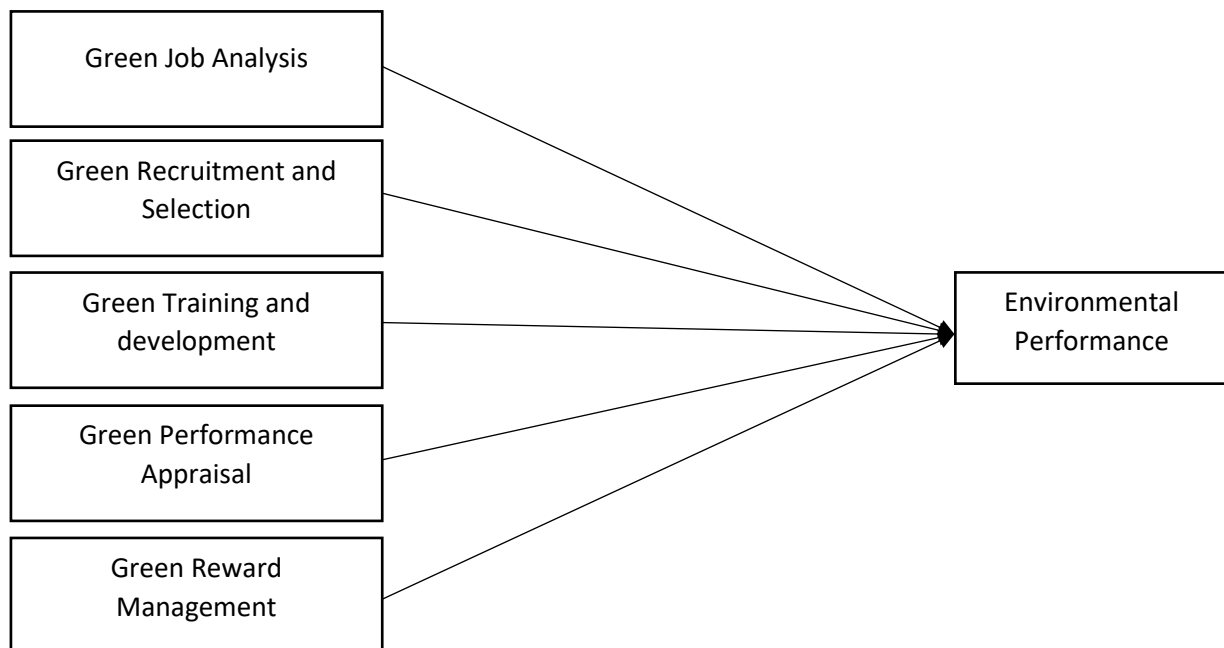 Green Job Analysis
Green Recruitment and
Selection
Green Training and
development
Green Performance
Appraisal
Green Reward
Management
Environmental
Performance